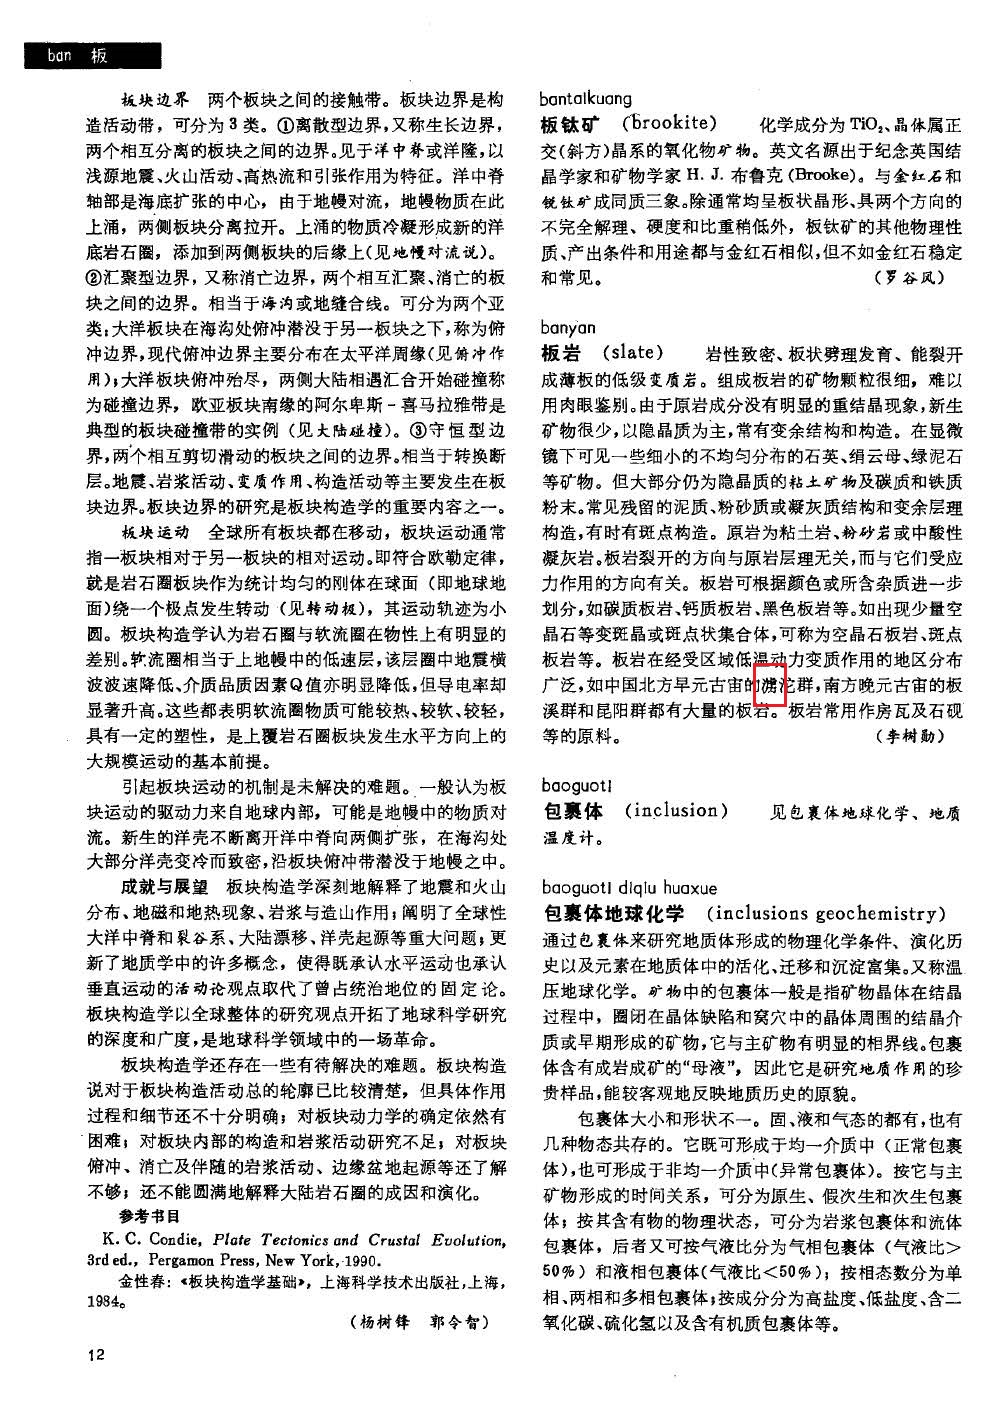 ban 板
板块边界 两个板块之间的接触带。板块边界是构
造活动带，可分为3类。①离散型边界，又称生长边界，
两个相互分离的板块之间的边界。见于洋中脊或洋隆，以
浅源地震、火山活动、高热流和引张作用为特征。洋中脊
轴部是海底扩张的中心，由于地幔对流，地幔物质在此
上涌，两侧板块分离拉开。上涌的物质冷凝形成新的洋
底岩石圈，添加到两侧板块的后缘上(见地幔对流说)。
②汇聚型边界，又称消亡边界，两个相互汇聚、消亡的板
块之间的边界。相当于海沟或地缝合线。可分为两个亚
类：大洋板块在海沟处俯冲潜没于另一板块之下，称为俯
冲边界，现代俯冲边界主要分布在太平洋周缘(见俯冲作
用)；大洋板块俯冲殆尽，两侧大陆相遇汇合开始碰撞称
为碰撞边界，欧亚板块南缘的阿尔卑斯-喜马拉雅带是
典型的板块碰撞带的实例（见大陆碰撞）。③守恒型边
界，两个相互剪切滑动的板块之间的边界。相当于转换断
层。地震、岩浆活动、变质作用、构造活动等主要发生在板
块边界。板块边界的研究是板块构造学的重要内容之一。
板块运动 全球所有板块都在移动，板块运动通常
指一板块相对于另一板块的相对运动。即符合欧勒定律，
就是岩石圈板块作为统计均匀的刚体在球面（即地球地
面)绕一个极点发生转动（见转动极），其运动轨迹为小
圆。板块构造学认为岩石圈与软流圈在物性上有明显的
差别。软流圈相当于上地幔中的低速层，该层圈中地震横
波波速降低、介质品质因素Q值亦明显降低，但导电率却
显著升高。这些都表明软流圈物质可能较热、较软、较轻，
具有一定的塑性，是上覆岩石圈板块发生水平方向上的
大规模运动的基本前提。
引起板块运动的机制是未解决的难题。一般认为板
块运动的驱动力来自地球内部，可能是地幔中的物质对
流。新生的洋壳不断离开洋中脊向两侧扩张，在海沟处
大部分洋壳变冷而致密，沿板块俯冲带潜没于地幔之中。
成就与展望 板块构造学深刻地解释了地震和火山
分布、地磁和地热现象、岩浆与造山作用；阐明了全球性
大洋中脊和裂谷系、大陆漂移、洋壳起源等重大问题；更
新了地质学中的许多概念，使得既承认水平运动也承认
垂直运动的活动论观点取代了曾占统治地位的固定论。
板块构造学以全球整体的研究观点开拓了地球科学研究
的深度和广度，是地球科学领域中的一场革命。
板块构造学还存在一些有待解决的难题。板块构造
说对于板块构造活动总的轮廓已比较清楚，但具体作用
过程和细节还不十分明确；对板块动力学的确定依然有
困难；对板块内部的构造和岩浆活动研究不足；对板块
俯冲、消亡及伴随的岩浆活动、边缘盆地起源等还了解
不够；还不能圆满地解释大陆岩石圈的成因和演化。
参考书目
K. C. Condie, Plate Tectonics and Crustal Evolution,
3rd ed., Pergamon Press, New York, 1990.
金性春：《板块构造学基础》，上海科学技术出版社，上海，
1984。
（杨树锋 郭令智）
12
bantaikuang
板钛矿 （brookite） 化学成分为TiO₂、晶体属正
交(斜方)晶系的氧化物矿物。英文名源出于纪念英国结
晶学家和矿物学家 H. J. 布鲁克 (Brooke)。与金红石和
锐钛矿成同质三象。除通常均呈板状晶形、具两个方向的
不完全解理、硬度和比重稍低外，板钛矿的其他物理性
质、产出条件和用途都与金红石相似，但不如金红石稳定
和常见。 （罗谷风）
banyan
板岩 （slate） 岩性致密、板状劈理发育、能裂开
成薄板的低级变质岩。组成板岩的矿物颗粒很细，难以
用肉眼鉴别。由于原岩成分没有明显的重结晶现象，新生
矿物很少，以隐晶质为主，常有变余结构和构造。在显微
镜下可见一些细小的不均匀分布的石英、绢云母、绿泥石
等矿物。但大部分仍为隐晶质的粘土矿物及碳质和铁质
粉末。常见残留的泥质、粉砂质或凝灰质结构和变余层理
构造，有时有斑点构造。原岩为粘土岩、粉砂岩或中酸性
凝灰岩。板岩裂开的方向与原岩层理无关，而与它们受应
力作用的方向有关。板岩可根据颜色或所含杂质进一步
划分，如碳质板岩、钙质板岩、黑色板岩等。如出现少量空
晶石等变斑晶或斑点状集合体，可称为空晶石板岩、斑点
板岩等。板岩在经受区域低温动力变质作用的地区分布
广泛，如中国北方早元古宙的滹沱群，南方晚元古宙的板
溪群和昆阳群都有大量的板岩。板岩常用作房瓦及石砚
等的原料。 （李树勋）
baoguoti
包裹体 （inclusion） 见包裹体地球化学、地质
温度计。
baoguoti diqiu huaxue
包裹体地球化学 （inclusions geochemistry）
通过包裹体来研究地质体形成的物理化学条件、演化历
史以及元素在地质体中的活化、迁移和沉淀富集。又称温
压地球化学。矿物中的包裹体一般是指矿物晶体在结晶
过程中，圈闭在晶体缺陷和窝穴中的晶体周围的结晶介
质或早期形成的矿物，它与主矿物有明显的相界线。包裹
体含有成岩成矿的“母液”，因此它是研究地质作用的珍
贵样品，能较客观地反映地质历史的原貌。
包裹体大小和形状不一。固、液和气态的都有，也有
几种物态共存的。它既可形成于均一介质中（正常包裹
体），也可形成于非均一介质中(异常包裹体)。按它与主
矿物形成的时间关系，可分为原生、假次生和次生包裹
体；按其含有物的物理状态，可分为岩浆包裹体和流体
包裹体，后者又可按气液比分为气相包裹体（气液比＞
50%）和液相包裹体(气液比＜50%)；按相态数分为单
相、两相和多相包裹体；按成分分为高盐度、低盐度、含二
氧化碳、硫化氢以及含有机质包裹体等。